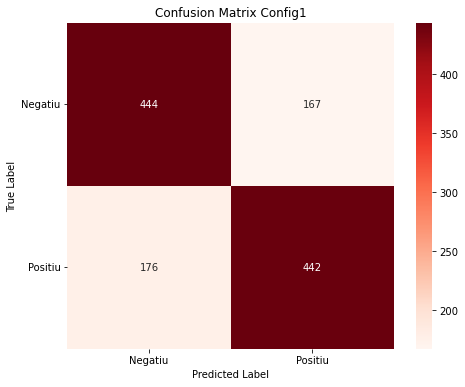 Confusion Matrix Config1
True Label
Negatiu
444
167
Positiu
176
442
Negatiu
Positiu
Predicted Label
400
350
300
250
200